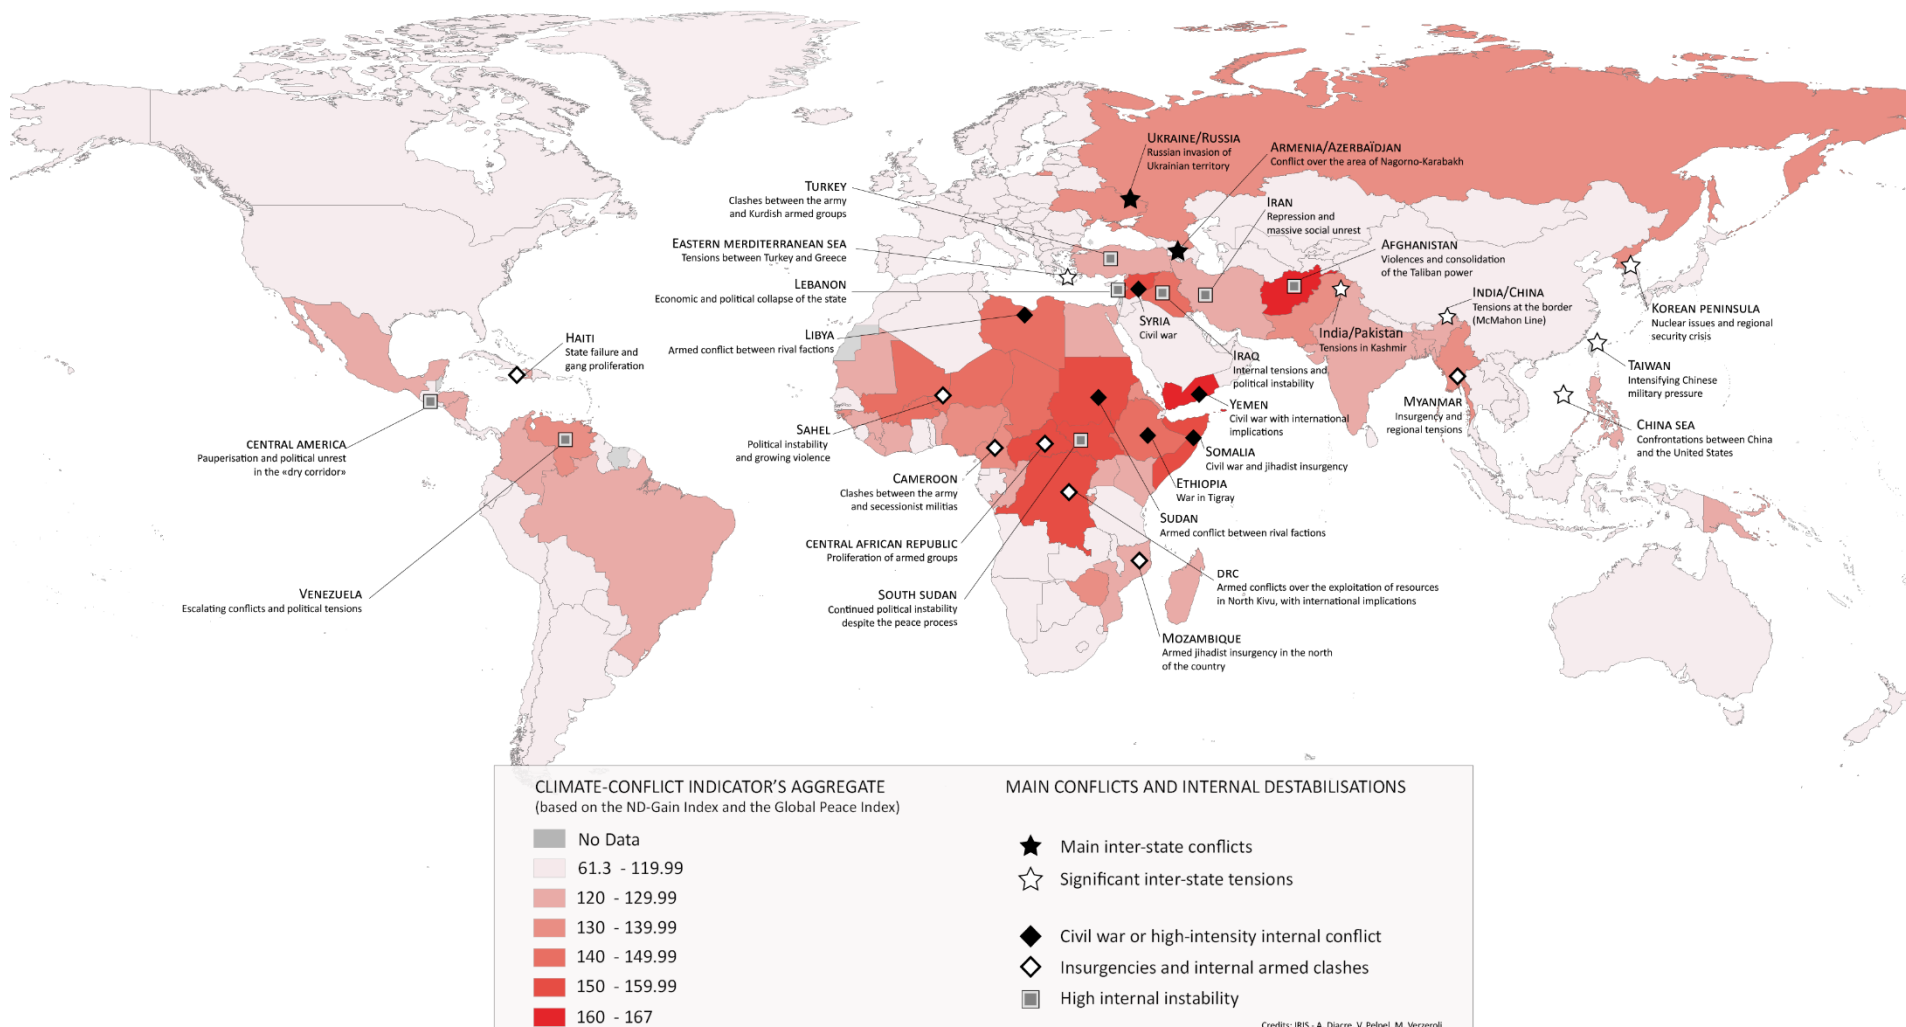 UKRAINE/RUSSIA
Russian invasion of
Ukrainian territory
ARMENIA/AZERBAÏDJAN
Conflict over the area of Nagorno-Karabakh
TURKEY
Clashes between the army
and Kurdish armed groups
IRAN
Repression and
massive social unrest
EASTERN MERDITERRANEAN SEA
Tensions between Turkey and Greece
AFGHANISTAN
Violences and consolidation
of the Taliban power
LEBANON
Economic and political collapse of the state
INDIA/CHINA
Tensions at the border
(McMahon Line)
KOREAN PENINSULA
Nuclear issues and regional
security crisis
HAITI
State failure and
gang proliferation
LIBYA
Armed conflict between rival factions
SYRIA
Civil war
India/Pakistan
Tensions in Kashmir
IRAQ
Internal tensions and
political instability
TAIWAN
Intensifying Chinese
military pressure
YEMEN
Civil war with international
implications
MYANMAR
Insurgency and
regional tensions
CHINA SEA
Confrontations between China
and the United States
SAHEL
Political instability
and growing violence
CENTRAL AMERICA
Pauperisation and political unrest
in the «dry corridor»
SOMALIA
Civil war and jihadist insurgency
CAMEROON
Clashes between the army
and secessionist militias
ETHIOPIA
War in Tigray
SUDAN
Armed conflict between rival factions
CENTRAL AFRICAN REPUBLIC
Proliferation of armed groups
DRC
Armed conflicts over the exploitation of resources
in North Kivu, with international implications
VENEZUELA
Escalating conflicts and political tensions
SOUTH SUDAN
Continued political instability
despite the peace process
MOZAMBIQUE
Armed jihadist insurgency in the north
of the country
CLIMATE-CONFLICT INDICATOR'S AGGREGATE
(based on the ND-Gain Index and the Global Peace Index)
No Data
61.3 - 119.99
120 - 129.99
130 - 139.99
140 - 149.99
150 - 159.99
160 - 167
MAIN CONFLICTS AND INTERNAL DESTABILISATIONS
Main inter-state conflicts
Significant inter-state tensions
Civil war or high-intensity internal conflict
Insurgencies and internal armed clashes
High internal instability
Credits: IRIS - A. Diacre, V. Pelpel, M. Verzeroli